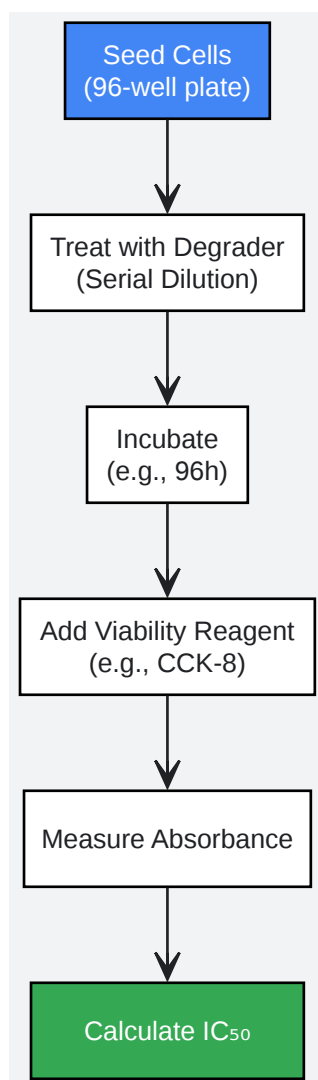 Seed Cells
(96-well plate)
Treat with Degrader
(Serial Dilution)
Incubate
(e.g., 96h)
Add Viability Reagent
(e.g., CCK-8)
Measure Absorbance
Calculate IC₅₀